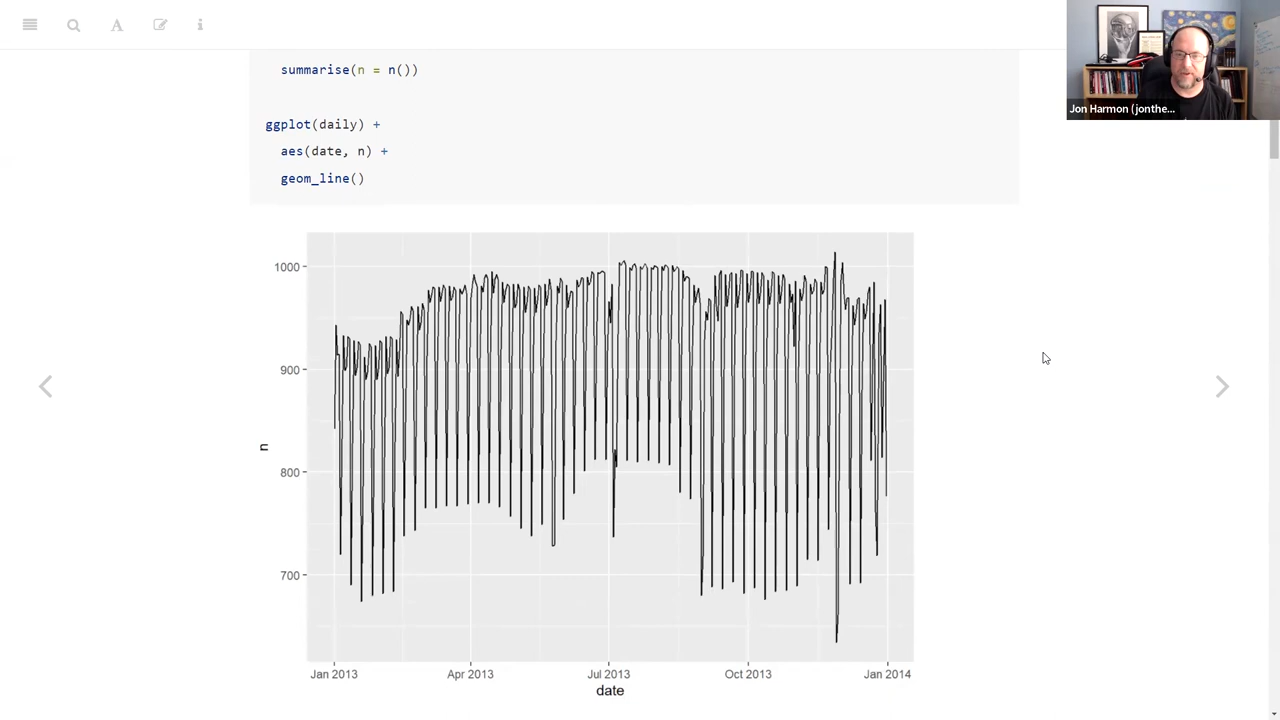 A
i
summarise(n = n())
Jon Harmon (jonthe...
ggplot(daily) +
aes(date, n) +
geom_line()
1000
900
800
700
n
Jan 2013
Apr 2013
Jul 2013
Oct 2013
Jan 2014
date